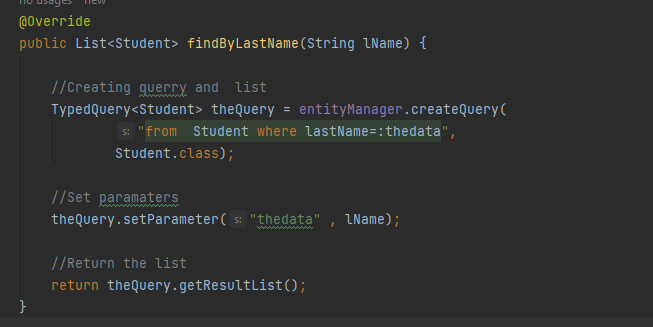 no usages new
@Override
public List<Student> findByLastName(String lName) {
//Creating querry and  list
TypedQuery<Student> theQuery = entityManager.createQuery(
s: "from  Student where lastName=:thedata",
Student.class);
//Set paramaters
theQuery.setParameter( s: "thedata" , lName);
//Return the list
return theQuery.getResultList();
}